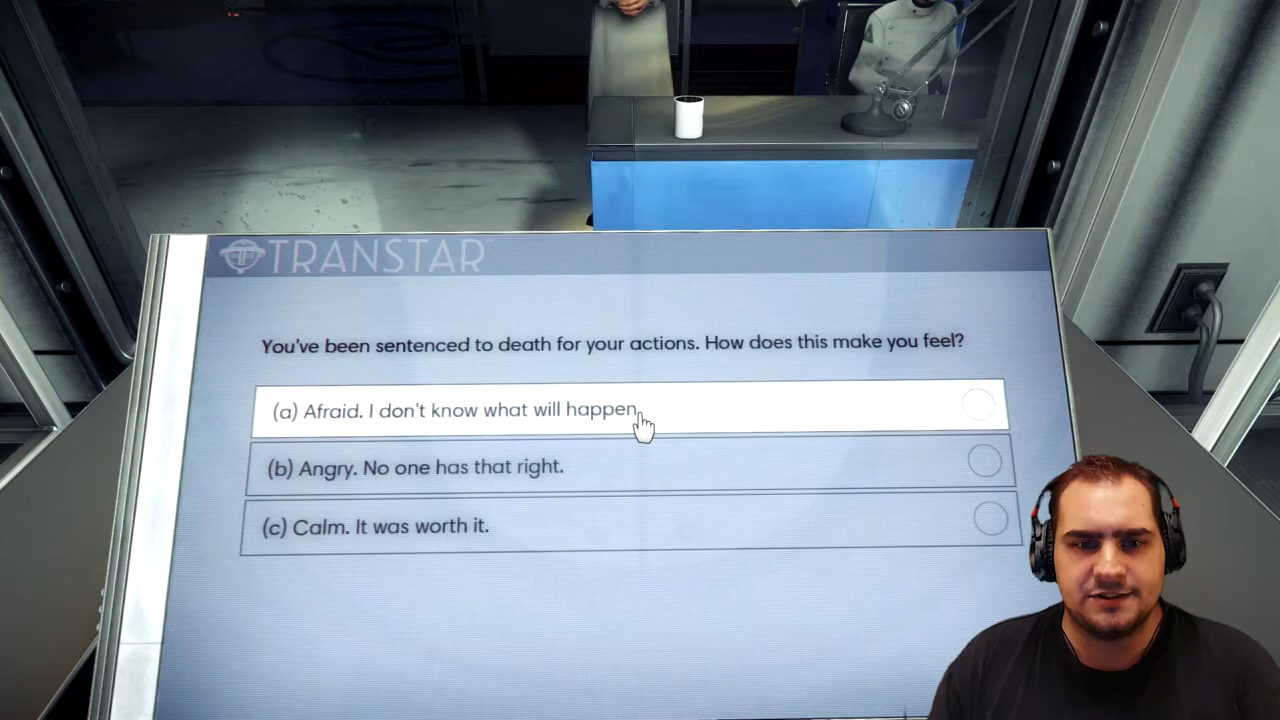 TRANSTAR
You've been sentenced to death for your actions. How does this make you feel?
(a) Afraid. I don't know what will happen.
(b) Angry. No one has that right.
(c) Calm. It was worth it.